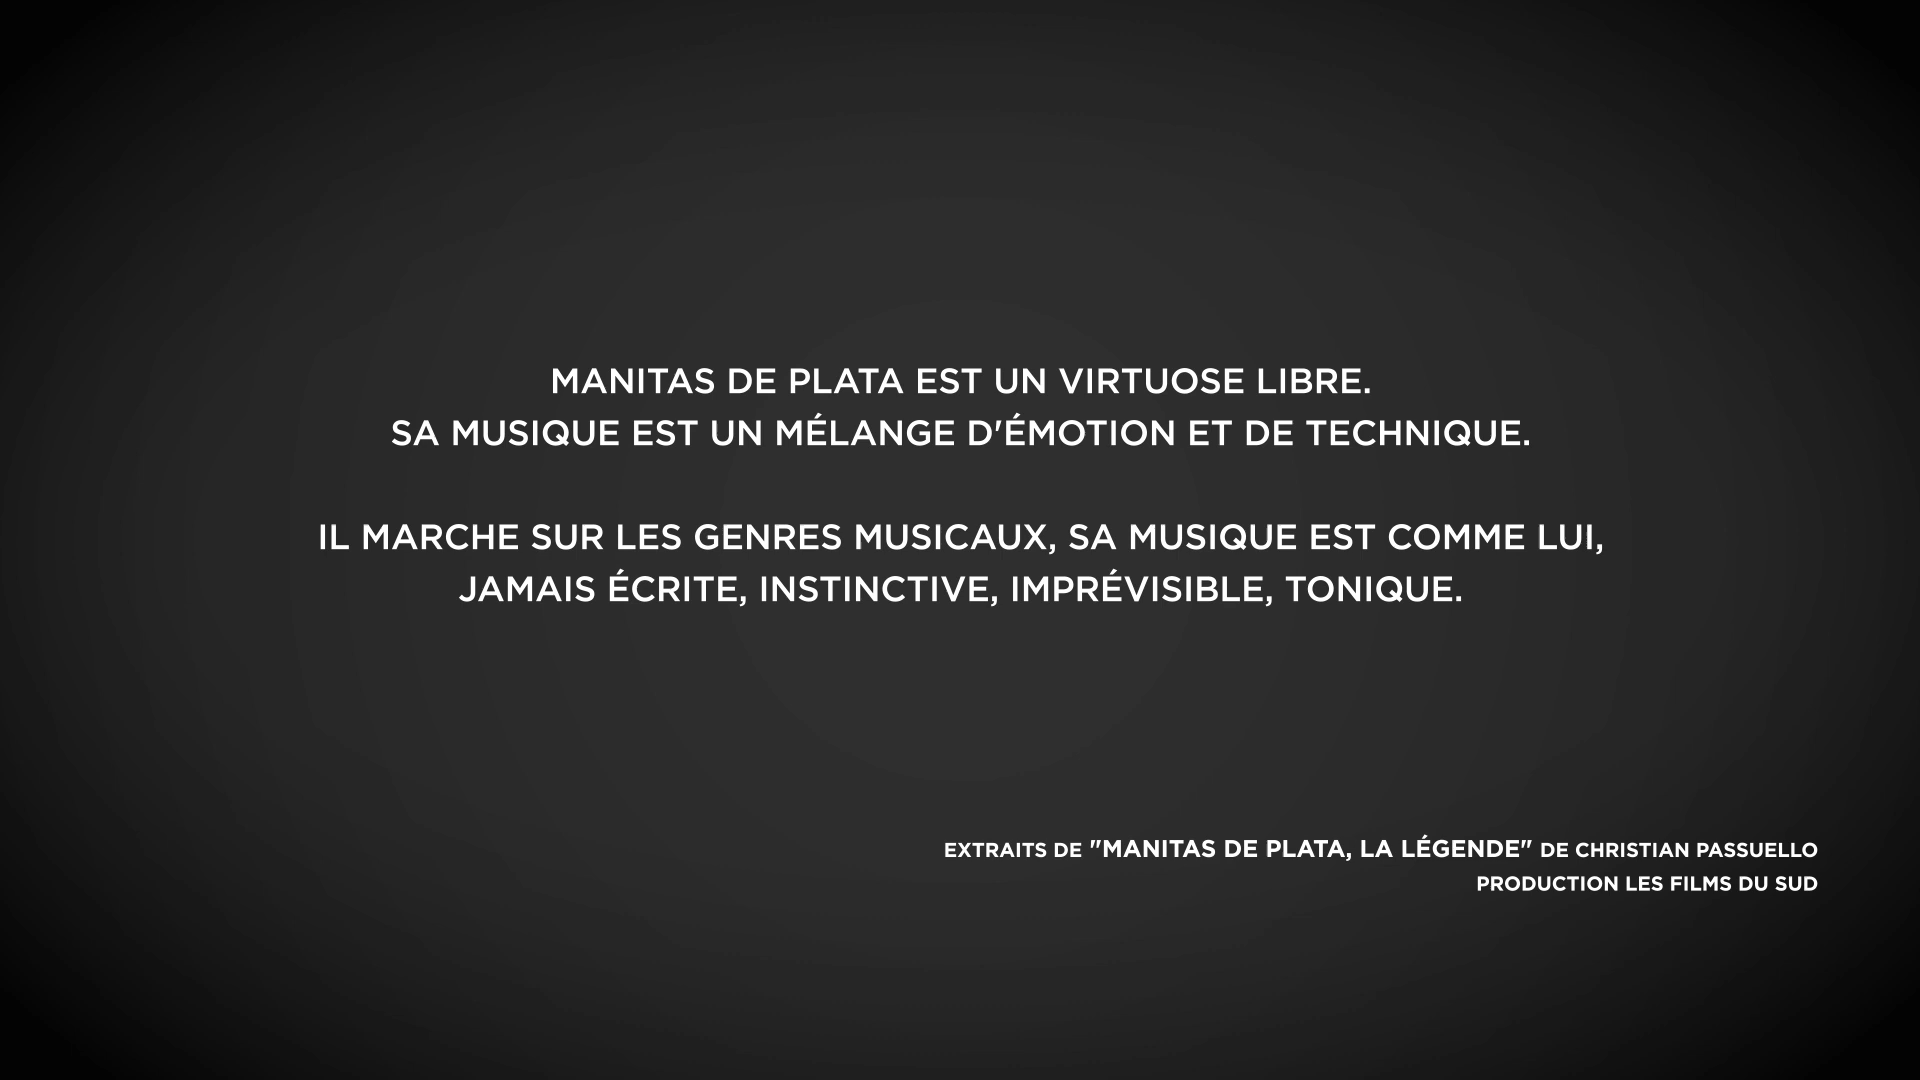 MANITAS DE PLATA EST UN VIRTUOSE LIBRE.
SA MUSIQUE EST UN MÉLANGE D'ÉMOTION ET DE TECHNIQUE.
IL MARCHE SUR LES GENRES MUSICAUX, SA MUSIQUE EST COMME LUI,
JAMAIS ÉCRITE, INSTINCTIVE, IMPRÉVISIBLE, TONIQUE.
EXTRAITS DE "MANITAS DE PLATA, LA LÉGENDE" DE CHRISTIAN PASSUELLO
PRODUCTION LES FILMS DU SUD